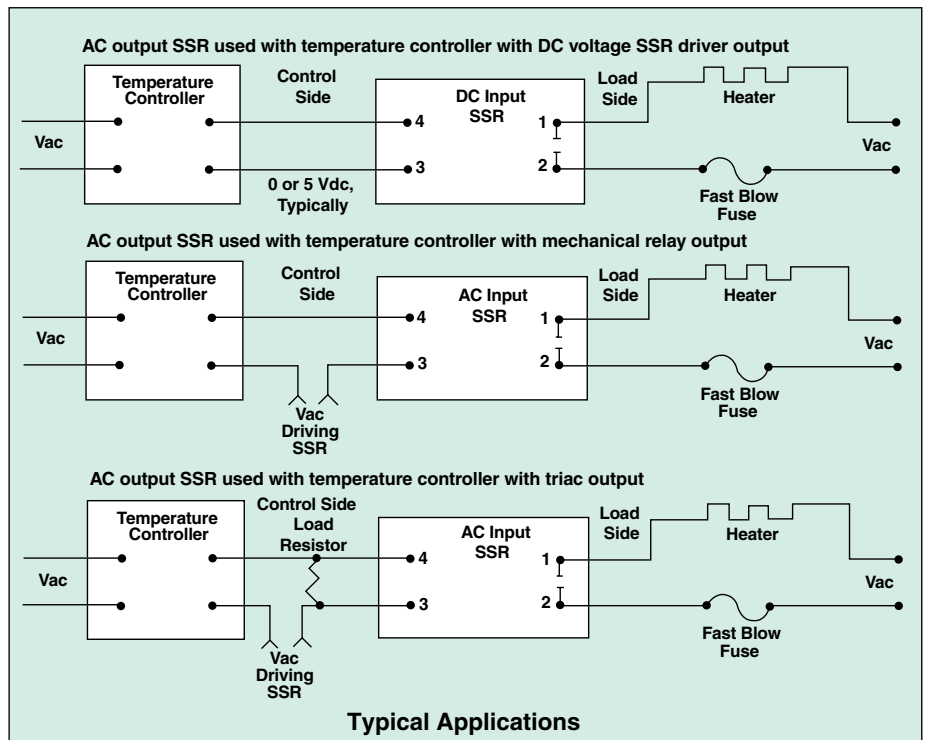 AC output SSR used with temperature controller with DC voltage SSR driver output
Temperature
Controller
Control
Side
DC Input
SSR
Load
Side
Heater
4
1
Vac
Vac
3
2
0 or 5 Vdc,
Typically
Fast Blow
Fuse
AC output SSR used with temperature controller with mechanical relay output
Temperature
Controller
Control
Side
AC Input
SSR
Load
Side
Heater
4
1
Vac
Vac
3
2
Vac
Driving
SSR
Fast Blow
Fuse
AC output SSR used with temperature controller with triac output
Temperature
Controller
Control Side
Load
Resistor
AC Input
SSR
Load
Side
Heater
4
1
Vac
Vac
3
2
Vac
Driving
SSR
Fast Blow
Fuse
Typical Applications